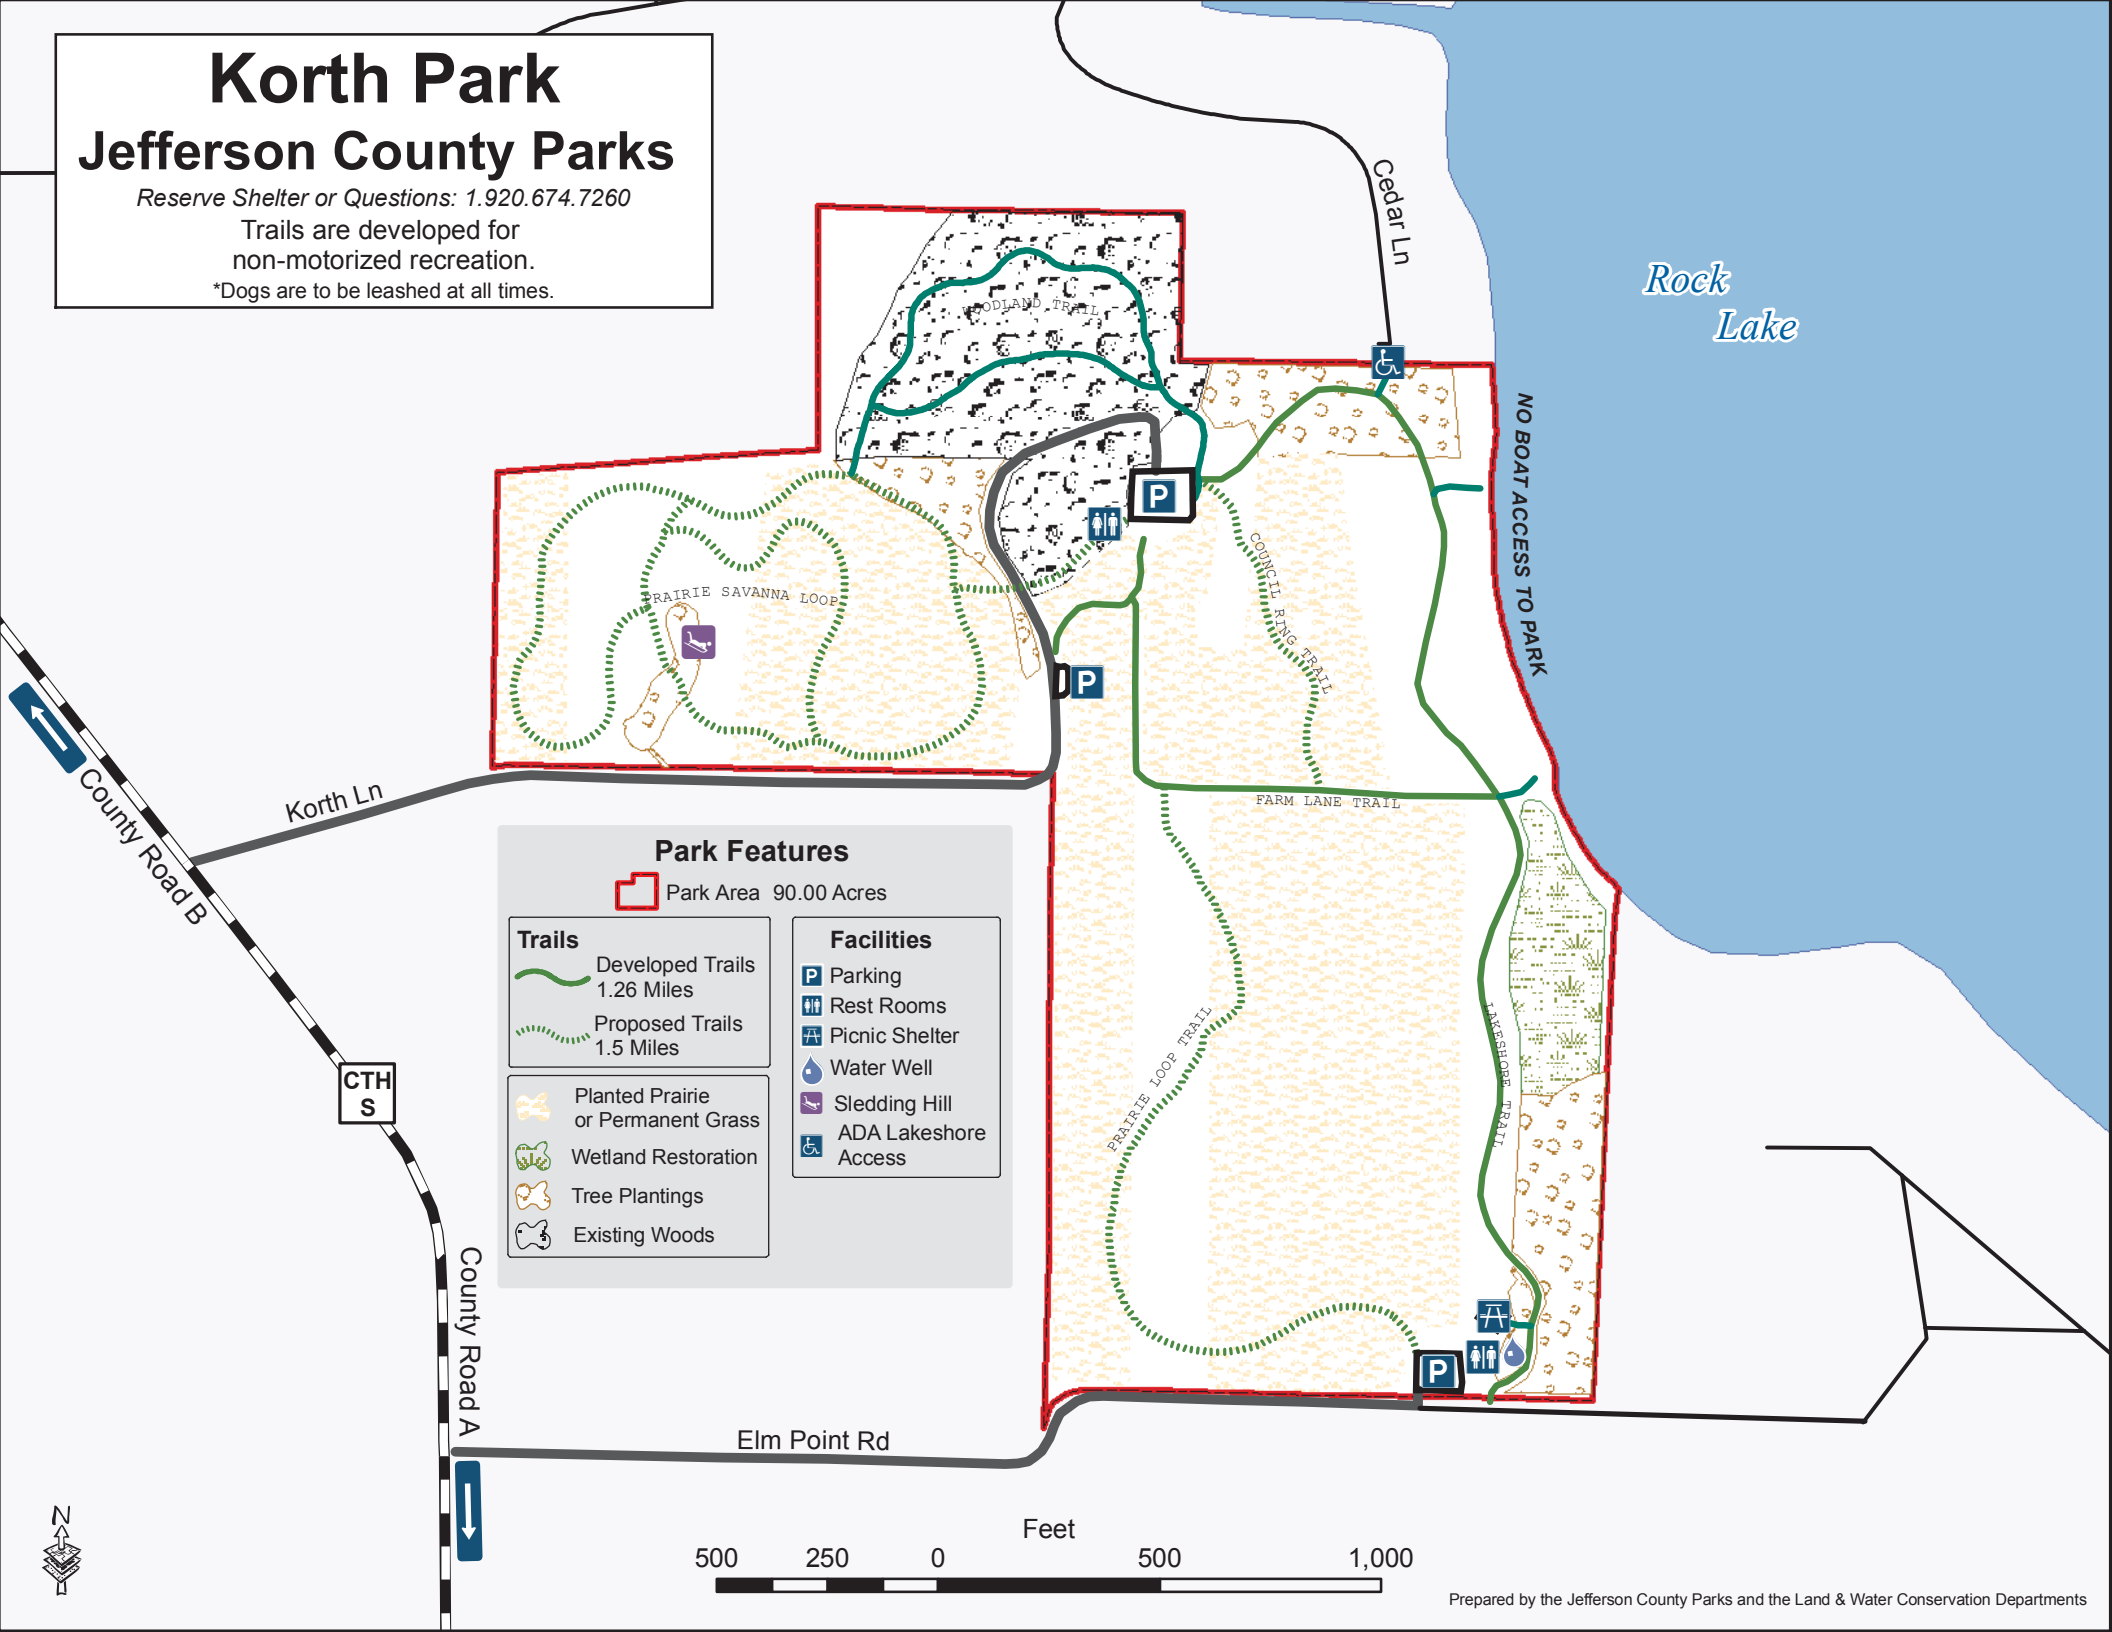 Korth Park
Jefferson County Parks
Reserve Shelter or Questions: 1.920.674.7260
Trails are developed for
non-motorized recreation.
*Dogs are to be leashed at all times.
Cedar Ln
Rock
Lake
WOODLAND TRAIL
NO BOAT ACCESS TO PARK
P
COUNCIL RING TRAIL
PRAIRIE SAVANNA LOOP
P
County Road B
Korth Ln
FARM LANE TRAIL
Park Features
Park Area 90.00 Acres
Trails
Developed Trails
1.26 Miles
Proposed Trails
1.5 Miles
Planted Prairie
or Permanent Grass
Wetland Restoration
Tree Plantings
Existing Woods
Facilities
P Parking
Rest Rooms
Picnic Shelter
Water Well
Sledding Hill
ADA Lakeshore
Access
PRAIRIE LOOP TRAIL
LAKESHORE TRAIL
CTH
S
County Road A
P
Elm Point Rd
N
Feet
500 250 0 500 1,000
Prepared by the Jefferson County Parks and the Land & Water Conservation Departments